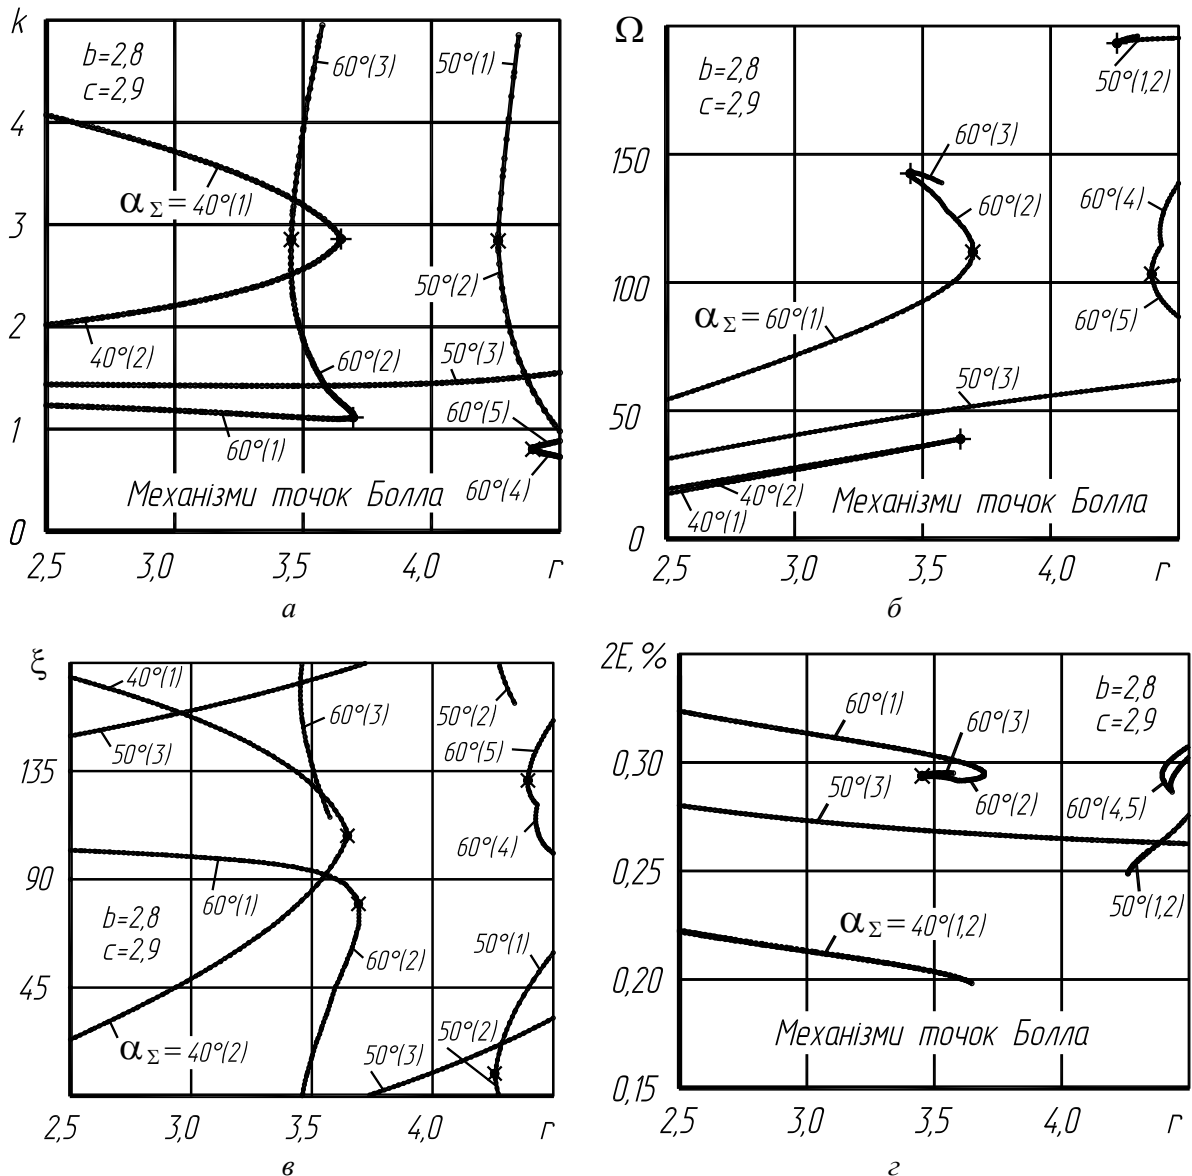 k
b=2,8
c=2,9
60°(3)
50°(1)
4
α Σ = 40°(1)
3
50°(2)
2
40°(2)
60°(2)
50°(3)
60°(5)
1
60°(1)
60°(4)
Механізми точок Болла
0
2,5 3,0 3,5 4,0 r
а
Ω
b=2,8
c=2,9
50°(1,2)
150
60°(3)
60°(4)
60°(2)
100
α Σ = 60°(1)
60°(5)
50°(3)
50
40°(2)
40°(1)
Механізми точок Болла
0
2,5 3,0 3,5 4,0 r
б
ξ
40°(1)
60°(3)
50°(2)
50°(3)
60°(5)
135
60°(4)
90
60°(1)
b=2,8
c=2,9
60°(2)
50°(1)
45
50°(2)
α Σ = 40°(2)
50°(3)
2,5 3,0 3,5 4,0 r
в
2E, %
b=2,8
c=2,9
60°(1)
60°(3)
0,30
50°(3)
60°(2)
60°(4,5)
0,25
50°(1,2)
α Σ = 40°(1,2)
0,20
Механізми точок Болла
0,15
2,5 3,0 3,5 4,0 r
г